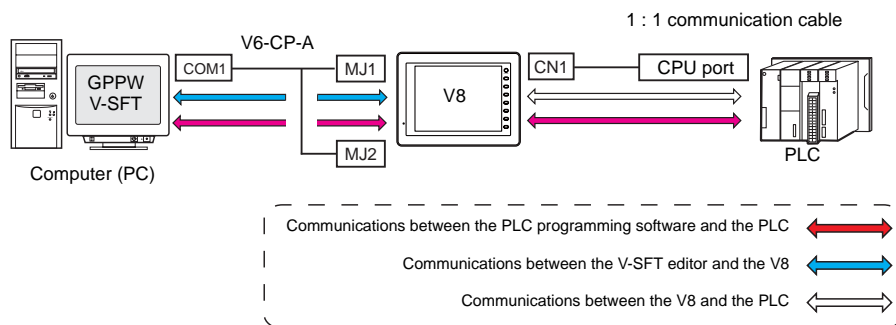 1 : 1 communication cable
V6-CP-A
COM1
MJ1
CN1
CPU port
GPPW
V-SFT
V8
MJ2
PLC
Computer (PC)
Communications between the PLC programming software and the PLC
Communications between the V-SFT editor and the V8
Communications between the V8 and the PLC